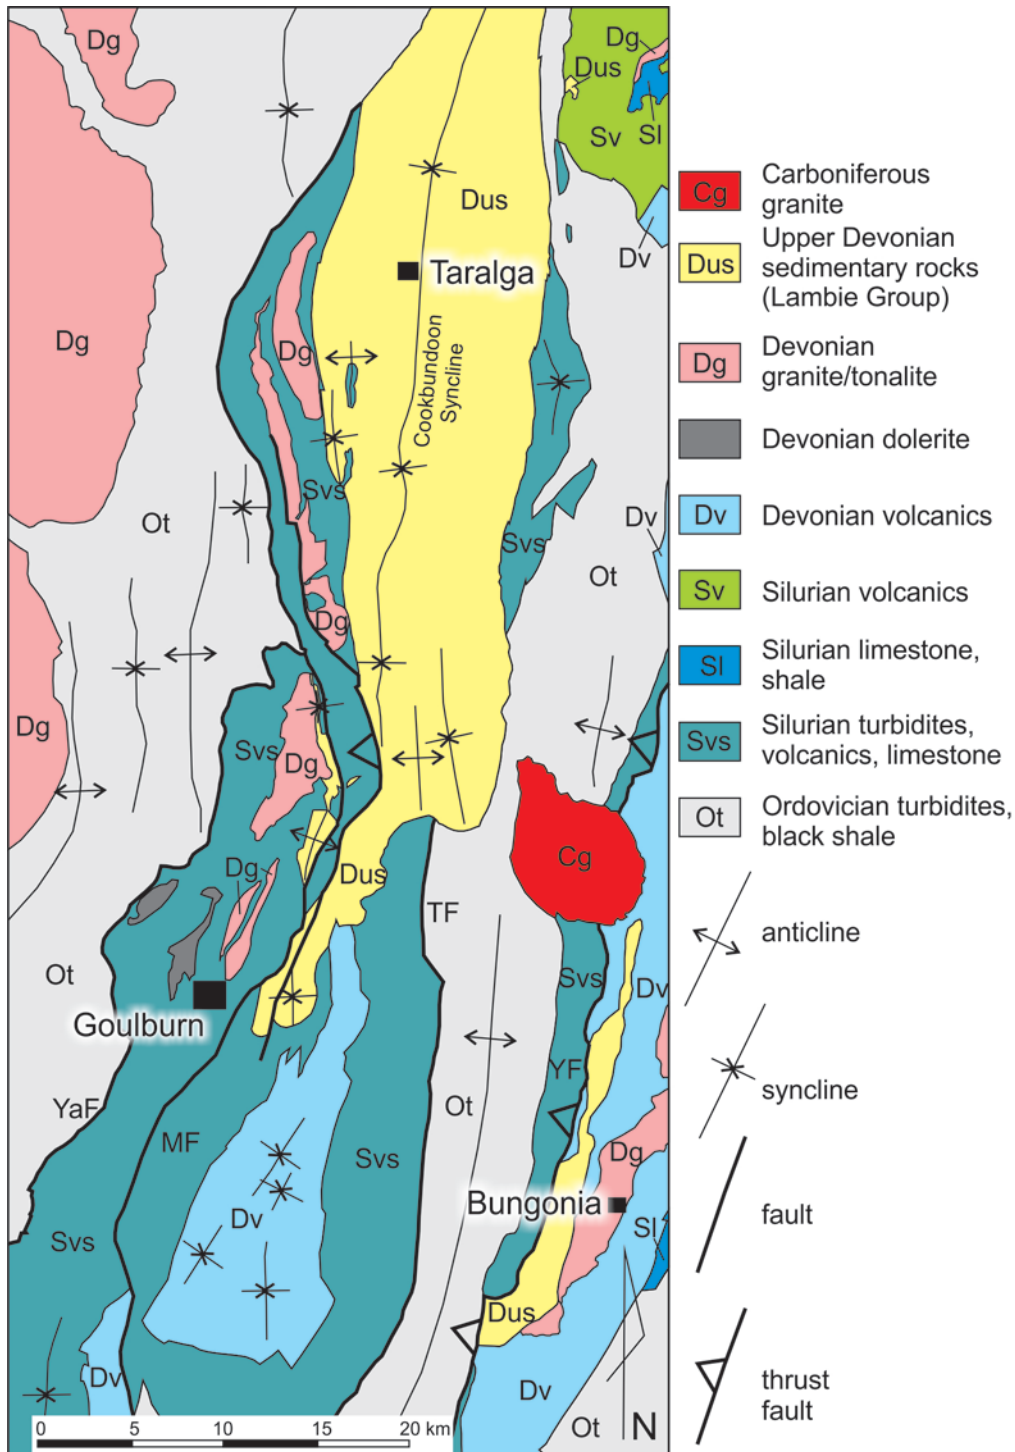 Dg
Dg
Dus
Sv
Sl
Dus
Dv
Taralga
Dg
Dg
Cookbundoon
Syncline
Svs
Ot
Dv
Svs
Ot
Dg
Dg
Svs
Dg
Cg
Dg
Dus
TF
Ot
Svs
Dv
Goulburn
YF
Ot
YaF
MF
Svs
Dg
Bungonia
Dv
Sl
Svs
Dus
Dv
Dv
Ot
N
0 5 10 15 20 km
Cg
Carboniferous
granite
Dus
Upper Devonian
sedimentary rocks
(Lambie Group)
Dg
Devonian
granite/tonalite
Devonian dolerite
Dv
Devonian volcanics
Sv
Silurian volcanics
Sl
Silurian limestone,
shale
Svs
Silurian turbidites,
volcanics, limestone
Ot
Ordovician turbidites,
black shale
anticline
syncline
fault
thrust
fault